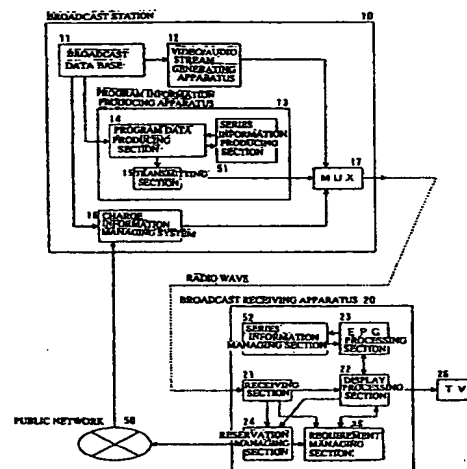 BROADCAST STATION
10
11
BROADCAST
DATA BASE
12
VIDEO/AUDIO
STREAM
GENERATING APPARATUS
PROGRAM INFORMATION
PRODUCING APPARATUS
13
14
PROGRAM DATA
PRODUCING
SECTION
SERIES
INFORMATION
PRODUCING
SECTION
51
15
TRANSMITTING
SECTION
17
MUX
16
CHARGE
INFORMATION
MANAGING SYSTEM
RADIO WAVE
BROADCAST RECEIVING APPARATUS 20
52
SERIES
INFORMATION
MANAGING SECTION
23
EPG
PROCESSING
SECTION
21
RECEIVING
SECTION
22
DISPLAY
PROCESSING
SECTION
26
TV
PUBLIC NETWORK
50
24
RESERVATION
MANAGING
SECTION
REQUIREMENT
MANAGING
SECTION